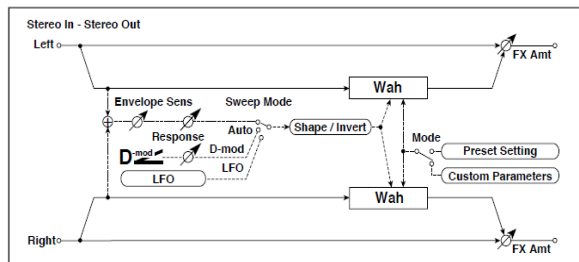 Stereo In - Stereo Out
Left
FX Amt
Wah
Envelope Sens
Sweep Mode
Auto
Shape / Invert
Response
D-mod
D-mod
Mode
Preset Setting
LFO
LFO
Custom Parameters
Wah
Right
FX Amt